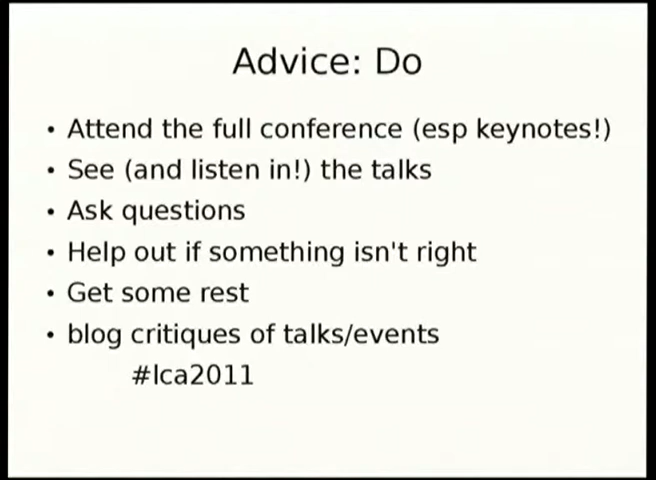 Advice: Do
• Attend the full conference (esp keynotes!)
• See (and listen in!) the talks
• Ask questions
• Help out if something isn't right
• Get some rest
• blog critiques of talks/events
#lca2011